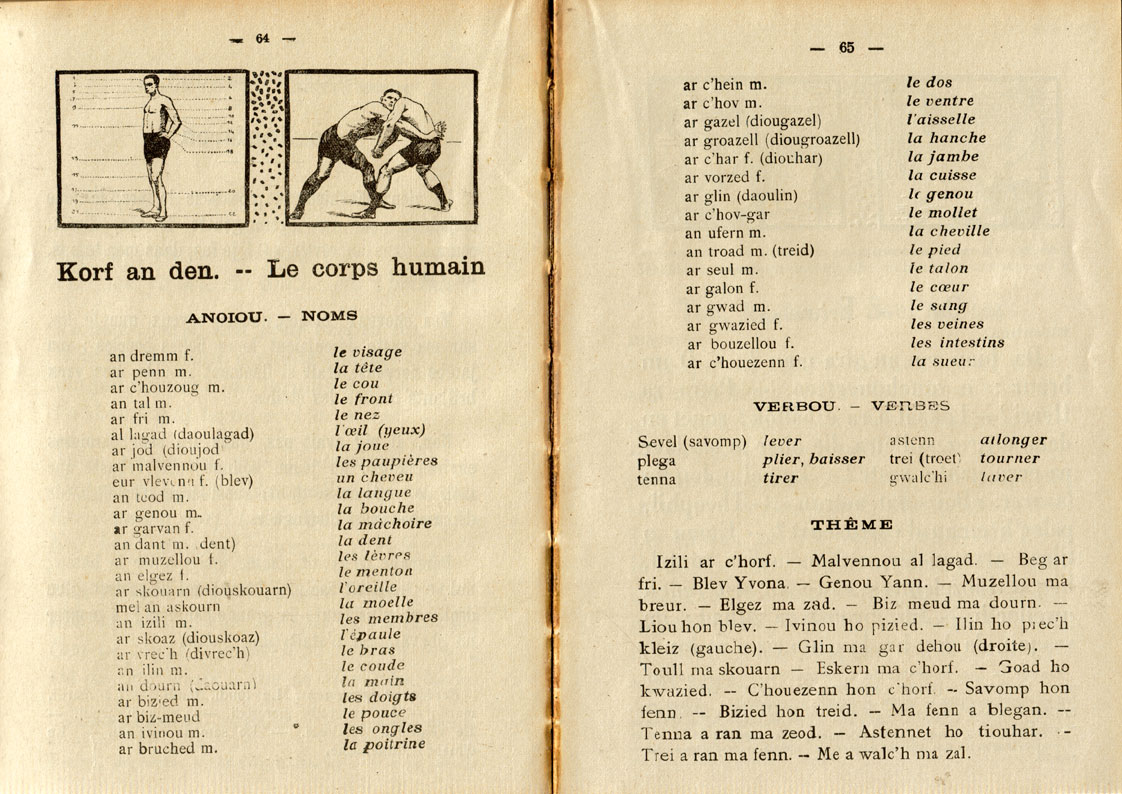 — 64 —
Korf an den. -- Le corps humain
ANOIOU. — NOMS
an dremm f. le visage
ar penn m. la tête
ar c'houzoug m. le cou
an tal m. le front
ar fri m. le nez
al lagad (daoulagad) l'œil (yeux)
ar jod (dioujod la joue
ar malvennou f. les paupières
eur f. (blev) un cheveu
an teod m. la langue
ar genou m. la bouche
ar garvan f. la mâchoire
an dant m. dent) la dent
ar muzellou f. les lèvres
an elgez f. le menton
ar skouarn (diouskouarn) l'oreille
mel an askourn la moelle
an izili m. les membres
ar skoaz (diouskoaz) l'épaule
ar vrec'h (divrec'h) le bras
an ilin m. le coude
an dourn (daouarn) la main
ar bizied m. les doigts
ar biz-meud le pouce
an ivinou m. les ongles
ar bruched m. la poitrine
— 65 —
ar c'hein m. le dos
ar c'hov m. le ventre
ar gazel (diougazel) l'aisselle
ar groazell (diougroazell) la hanche
ar c'har f. (diouhar) la jambe
ar vorzed f. la cuisse
ar glin (daoulin) le genou
ar c'hov-gar le mollet
an ufern m. la cheville
an troad m. (treid) le pied
ar seul m. le talon
ar galon f. le cœur
ar gwad m. le sang
ar gwazied f. les veines
ar bouzellou f. les intestins
ar c'houezenn f. la sueur
VERBOU. — VERBES
Sevel (savomp) lever astenn allonger
plega plier, baisser trei (troet) tourner
tenna tirer gwalc'hi laver
THÊME
Izili ar c'horf. — Malvennou al lagad. — Beg ar
fri. — Blev Yvona. — Genou Yann. — Muzellou ma
breur. — Elgez ma zad. — Biz meud ma dourn. —
Liou hon blev. — Ivinou ho pizied. — Ilin ho piec'h
kleiz (gauche). — Glin ma gar dehou (droite). —
Toull ma skouarn — Eskern ma c'horf. — Goad ho
kwazied. -- C'houezenn hon c'horf. -- Savomp hon
fenn. -- Bizied hon treid. — Ma fenn a blegan. --
Tenna a ran ma zeod. — Astennet ho tiouhar. --
Trei a ran ma fenn. -- Me a walc'h ma zal.